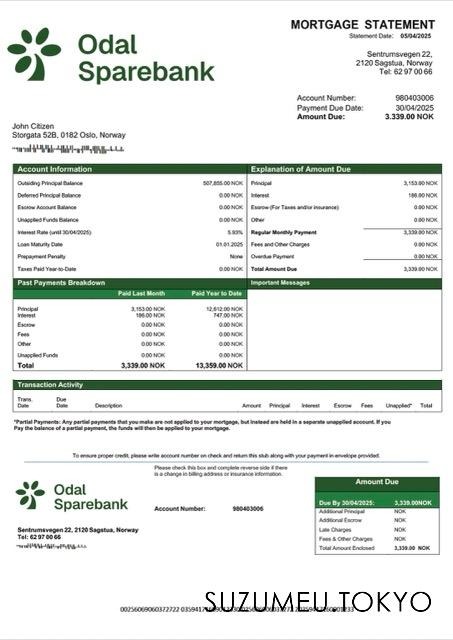 MORTGAGE STATEMENT
Statement Date: 05/04/2025
Odal
Sparebank
Sentrumsvegen 22,
2120 Sagstua, Norway
Tel: 62 97 00 66
Account Number: 980403006
Payment Due Date: 30/04/2025
Amount Due: 3.339.00 NOK
John Citizen
Storgata 52B, 0182 Oslo, Norway
Account Information
Outsiding Principal Balance 507,855.00 NOK
Deferred Principal Balance 0.00 NOK
Escrow Account Balance 0.00 NOK
Unapplied Funds Balance 0.00 NOK
Interest Rate (until 30/04/2025) 5.93%
Loan Maturity Date 01.01.2025
Prepayment Penalty None
Taxes Paid Year-to-Date 0.00 NOK
Explanation of Amount Due
Principal 3,153.00 NOK
Interest 186.00 NOK
Escrow (For Taxes and/or insurance) 0.00 NOK
Other 0.00 NOK
Regular Monthly Payment 3,339.00 NOK
Fees and Other Charges 0.00 NOK
Overdue Payment 0.00 NOK
Total Amount Due 3,339.00 NOK
Past Payments Breakdown
Paid Last Month Paid Year to Date
Principal 3,153.00 NOK 12,612.00 NOK
Interest 186.00 NOK 747.00 NOK
Escrow 0.00 NOK 0.00 NOK
Fees 0.00 NOK 0.00 NOK
Other 0.00 NOK 0.00 NOK
Unapplied Funds 0.00 NOK 0.00 NOK
Total 3,339.00 NOK 13,359.00 NOK
Important Messages
Transaction Activity
Trans. Date Due Date Description Amount Principal Interest Escrow Fees Unapplied* Total
*Partial Payments: Any partial payments that you make are not applied to your mortgage, but instead are held in a separate unapplied account. If you
Pay the balance of a partial payment, the funds will then be applied to your mortgage.
To ensure proper credit, please write account number on check and return this stub along with your payment in envelope provided.
Please check this box and complete reverse side if there
is a change in billing address or insurance information.
Odal
Sparebank
Account Number: 980403006
Sentrumsvegen 22, 2120 Sagstua, Norway
Tel: 62 97 00 66
Amount Due
Due By 30/04/2025: 3,339.00NOK
Additional Principal NOK
Additional Escrow NOK
Late Charges NOK
Fees & Other Charges NOK
Total Amount Enclosed 3,339.00 NOK
SUZUMEU.TOKYO